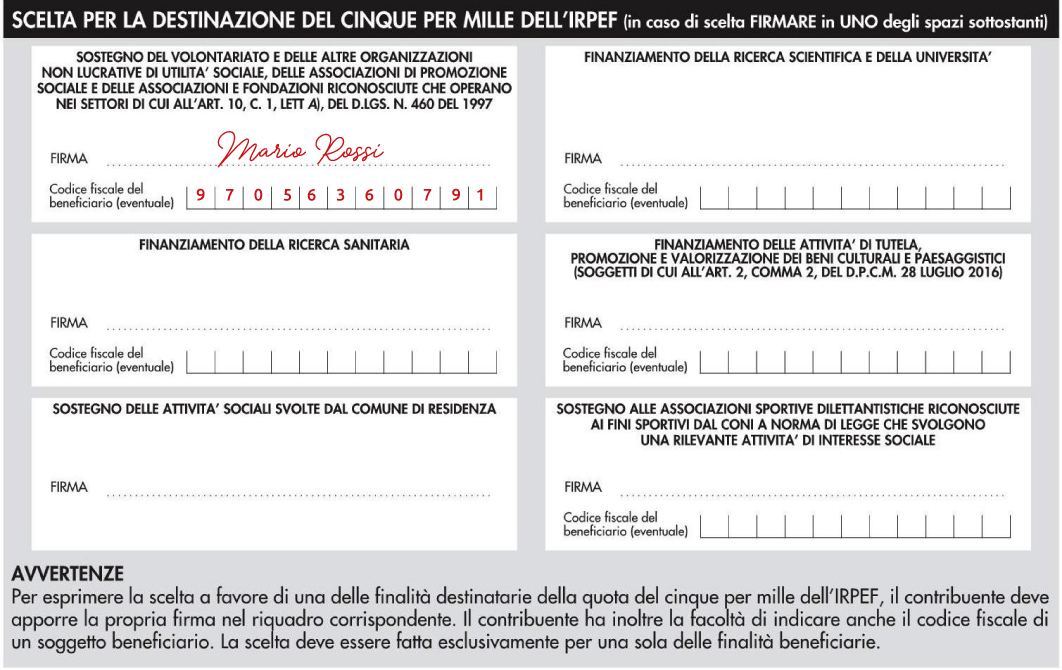 SCELTA PER LA DESTINAZIONE DEL CINQUE PER MILLE DELL'IRPEF (in caso di scelta FIRMARE in UNO degli spazi sottostanti)
SOSTEGNO DEL VOLONTARIATO E DELLE ALTRE ORGANIZZAZIONI
NON LUCRATIVE DI UTILITA' SOCIALE, DELLE ASSOCIAZIONI DI PROMOZIONE
SOCIALE E DELLE ASSOCIAZIONI E FONDAZIONI RICONOSCIUTE CHE OPERANO
NEI SETTORI DI CUI ALL'ART. 10, C. 1, LETT A), DEL D.LGS. N. 460 DEL 1997
FIRMA Mario Rossi
Codice fiscale del
beneficiario (eventuale) 9 7 0 5 6 3 6 0 7 9 1
FINANZIAMENTO DELLA RICERCA SCIENTIFICA E DELLA UNIVERSITA'
FIRMA
Codice fiscale del
beneficiario (eventuale)
FINANZIAMENTO DELLA RICERCA SANITARIA
FIRMA
Codice fiscale del
beneficiario (eventuale)
FINANZIAMENTO DELLE ATTIVITA' DI TUTELA,
PROMOZIONE E VALORIZZAZIONE DEI BENI CULTURALI E PAESAGGISTICI
(SOGGETTI DI CUI ALL'ART. 2, COMMA 2, DEL D.P.C.M. 28 LUGLIO 2016)
FIRMA
Codice fiscale del
beneficiario (eventuale)
SOSTEGNO DELLE ATTIVITA' SOCIALI SVOLTE DAL COMUNE DI RESIDENZA
FIRMA
SOSTEGNO ALLE ASSOCIAZIONI SPORTIVE DILETTANTISTICHE RICONOSCIUTE
AI FINI SPORTIVI DAL CONI A NORMA DI LEGGE CHE SVOLGONO
UNA RILEVANTE ATTIVITA' DI INTERESSE SOCIALE
FIRMA
Codice fiscale del
beneficiario (eventuale)
AVVERTENZE
Per esprimere la scelta a favore di una delle finalità destinatarie della quota del cinque per mille dell'IRPEF, il contribuente deve
apporre la propria firma nel riquadro corrispondente. Il contribuente ha inoltre la facoltà di indicare anche il codice fiscale di
un soggetto beneficiario. La scelta deve essere fatta esclusivamente per una sola delle finalità beneficiarie.